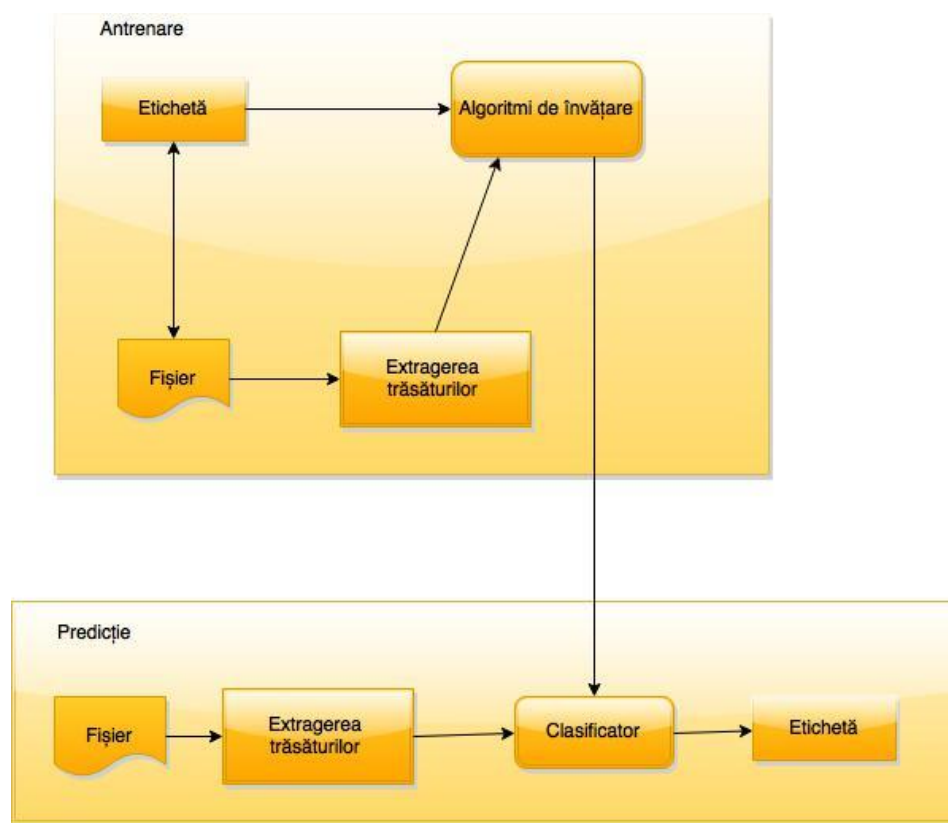 Antrenare
Etichetă
Algoritmi de învățare
Fișier
Extragerea
trăsăturilor
Predicție
Fișier
Extragerea
trăsăturilor
Clasificator
Etichetă